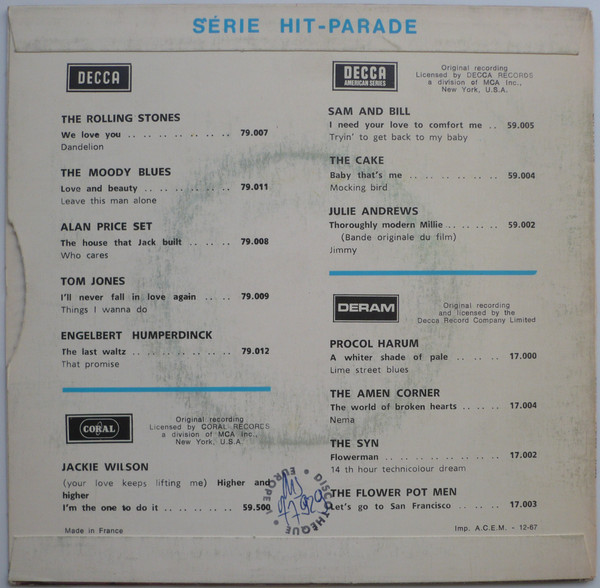 SÉRIE HIT-PARADE
DECCA
THE ROLLING STONES
We love you .. .. .. .. .. .. .. 79.007
Dandelion
THE MOODY BLUES
Love and beauty .. .. .. .. .. .. 79.011
Leave this man alone
ALAN PRICE SET
The house that Jack built .. .. .. 79.008
Who cares
TOM JONES
I'll never fall in love again .. .. 79.009
Things I wanna do
ENGELBERT HUMPERDINCK
The last waltz .. .. .. .. .. .. 79.012
That promise
CORAL
Original recording
Licensed by CORAL RECORDS
a division of MCA Inc.,
New York, U.S.A.
JACKIE WILSON
(your love keeps lifting me) Higher and
higher
I'm the one to do it .. .. .. .. .. 59.500
Made in France
DECCA
AMERICAN SERIES
Original recording
Licensed by DECCA RECORDS
a division of MCA Inc.,
New York, U.S.A.
SAM AND BILL
I need your love to comfort me .. 59.005
Tryin' to get back to my baby
THE CAKE
Baby that's me .. .. .. .. .. .. 59.004
Mocking bird
JULIE ANDREWS
Thoroughly modern Millie .. .. .. 59.002
(Bande originale du film)
Jimmy
DERAM
Original recording
and licensed by the
Decca Record Company Limited
PROCOL HARUM
A whiter shade of pale .. .. .. 17.000
Lime street blues
THE AMEN CORNER
The world of broken hearts .. .. .. 17.004
Nema
THE SYN
Flowerman .. .. .. .. .. .. .. 17.002
14 th hour technicolour dream
THE FLOWER POT MEN
Let's go to San Francisco .. .. .. 17.003
Imp. A.C.E.M. - 12-67
DISCOTHEQUE
EUROPE